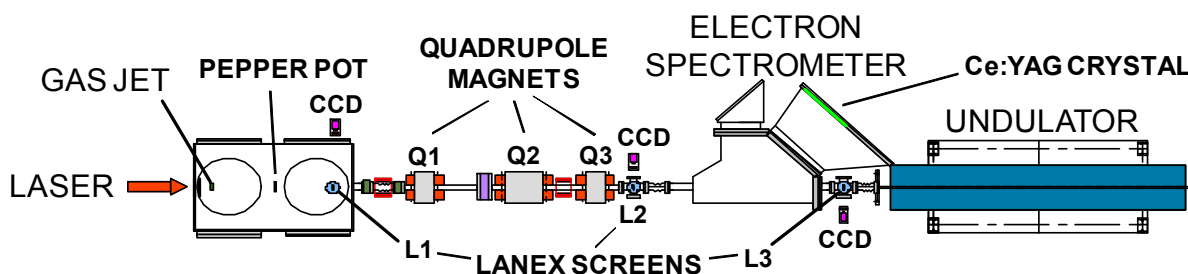 GAS JET
PEPPER POT
CCD
QUADRUPOLE
MAGNETS
ELECTRON
SPECTROMETER
Ce:YAG CRYSTAL
UNDULATOR
CCD
Q1
Q2
Q3
LASER
L1
LANEX SCREENS
L2
L3
CCD